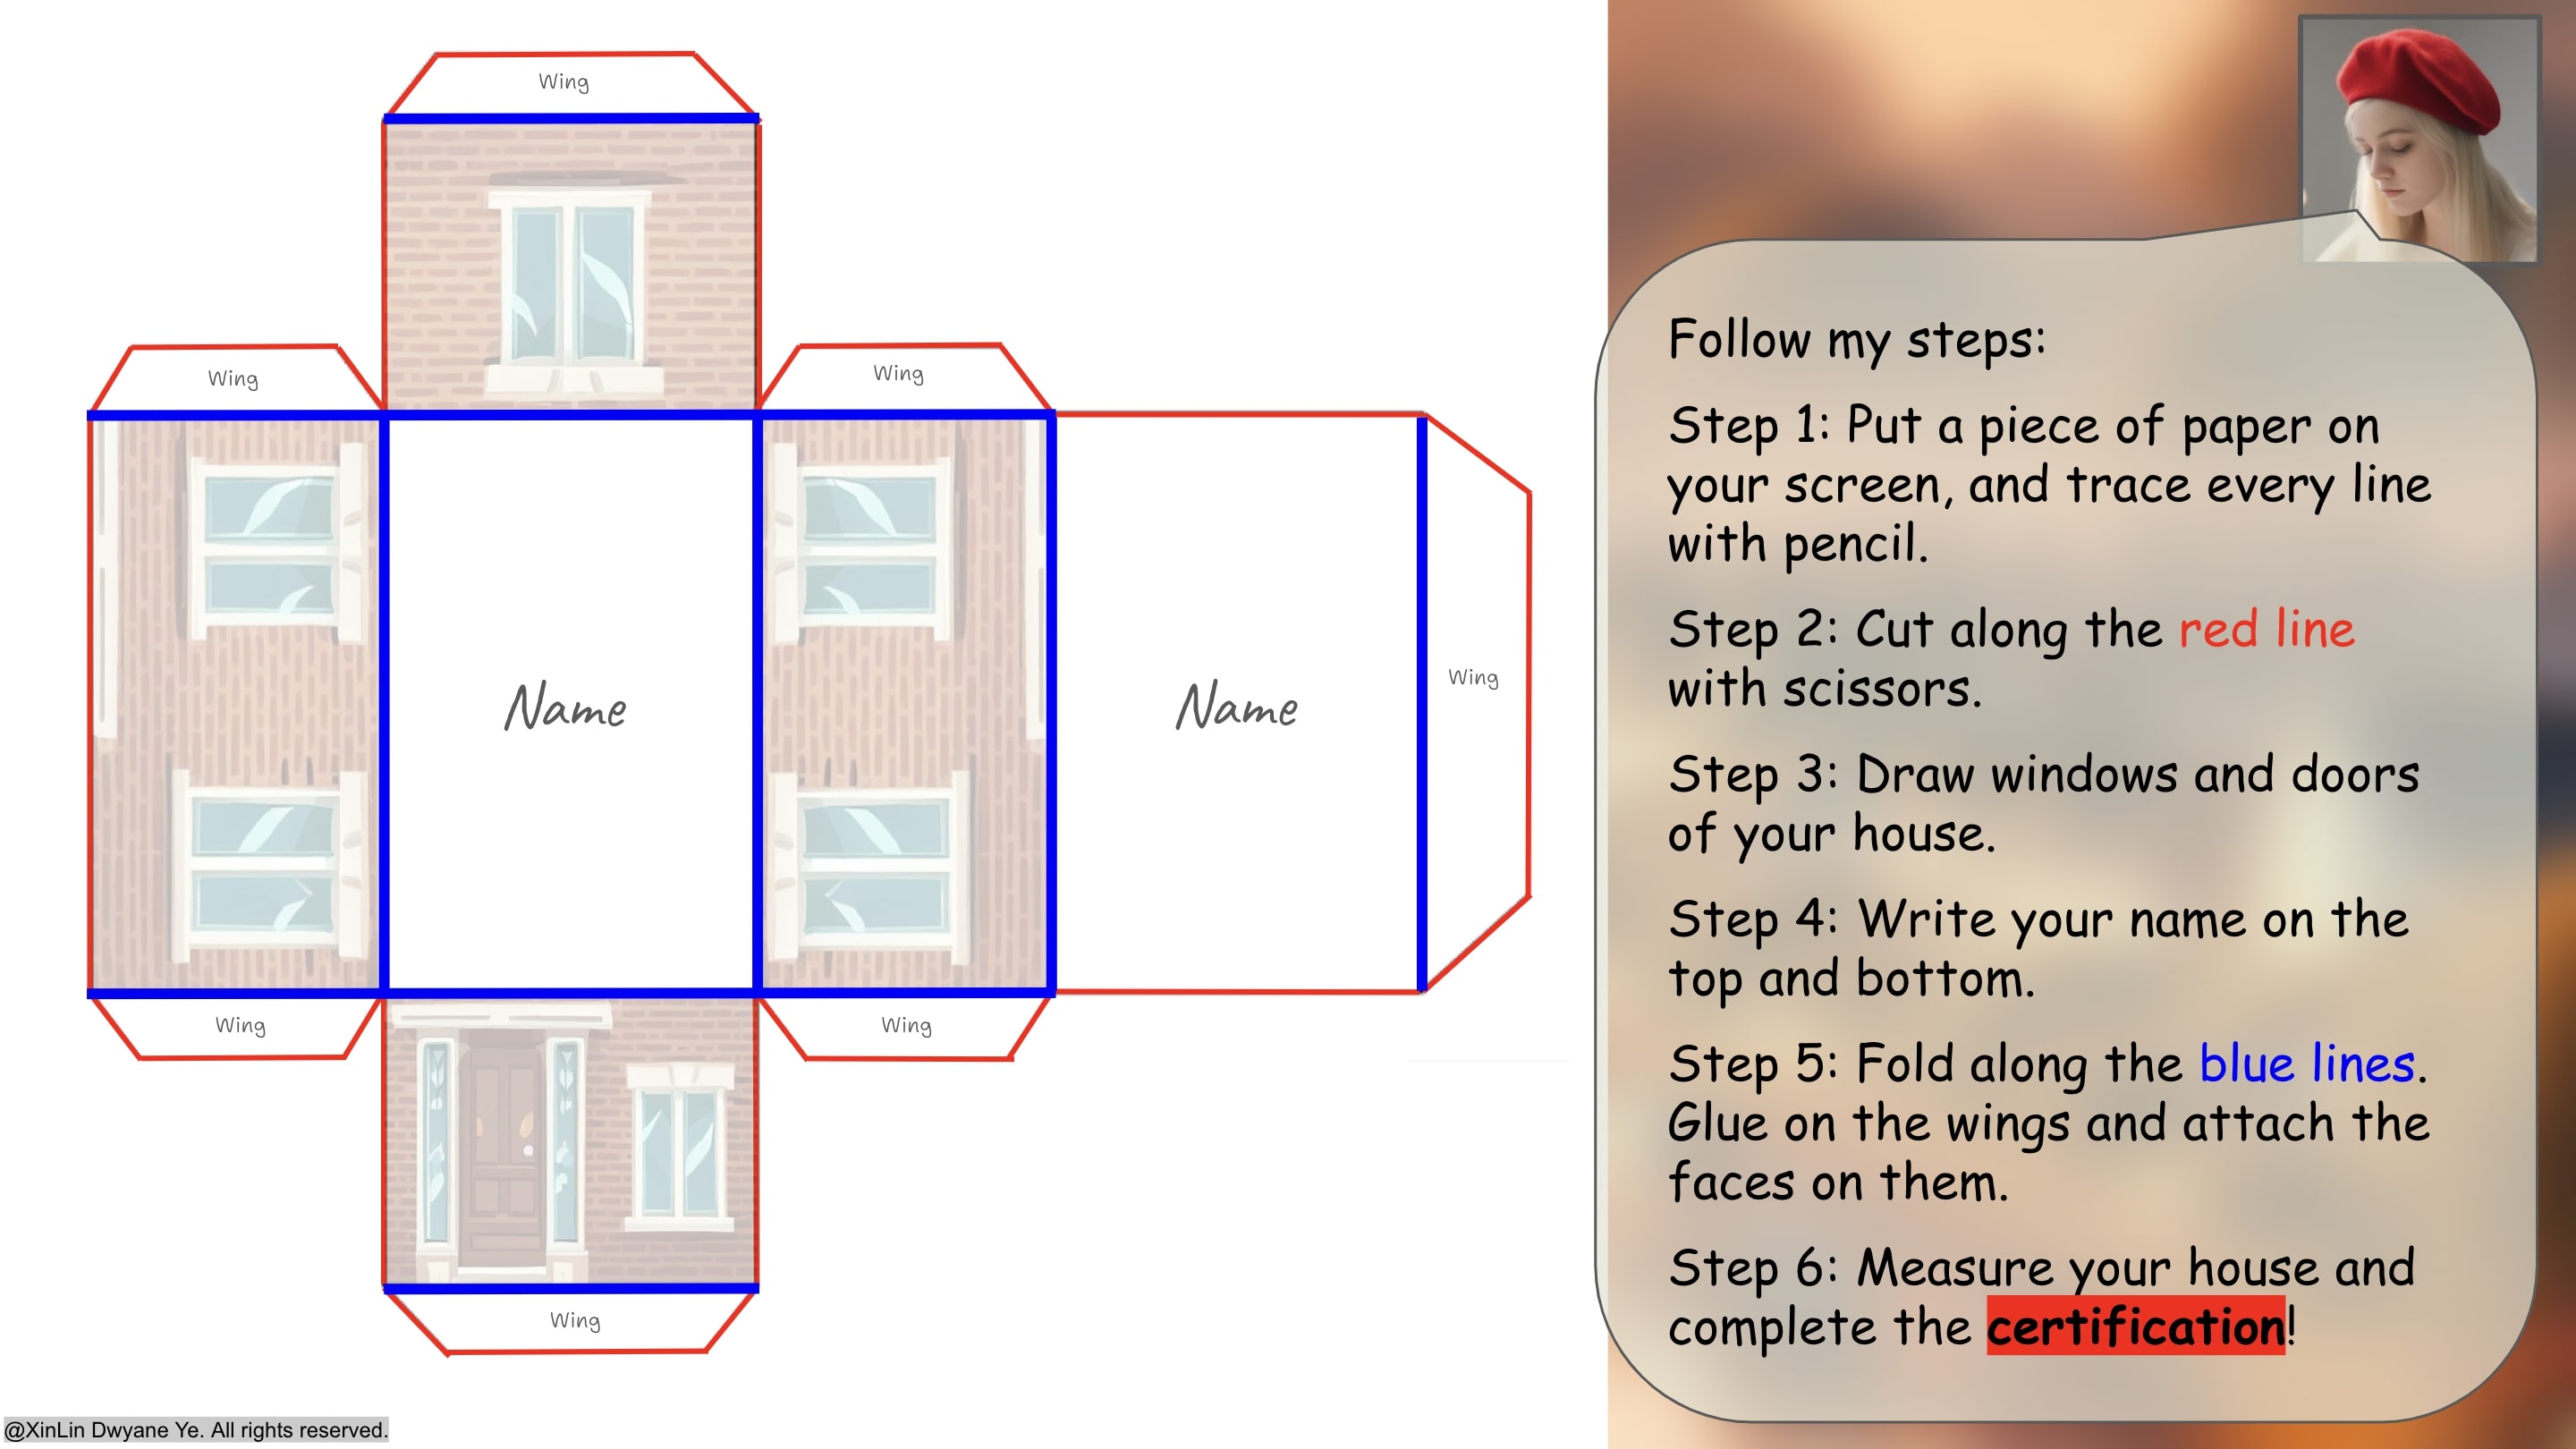 Wing
Wing
Wing
Name
Name
Wing
Wing
Wing
Wing
@XinLin Dwyane Ye. All rights reserved.
Follow my steps:
Step 1: Put a piece of paper on
your screen, and trace every line
with pencil.
Step 2: Cut along the red line
with scissors.
Step 3: Draw windows and doors
of your house.
Step 4: Write your name on the
top and bottom.
Step 5: Fold along the blue lines.
Glue on the wings and attach the
faces on them.
Step 6: Measure your house and
complete the certification!